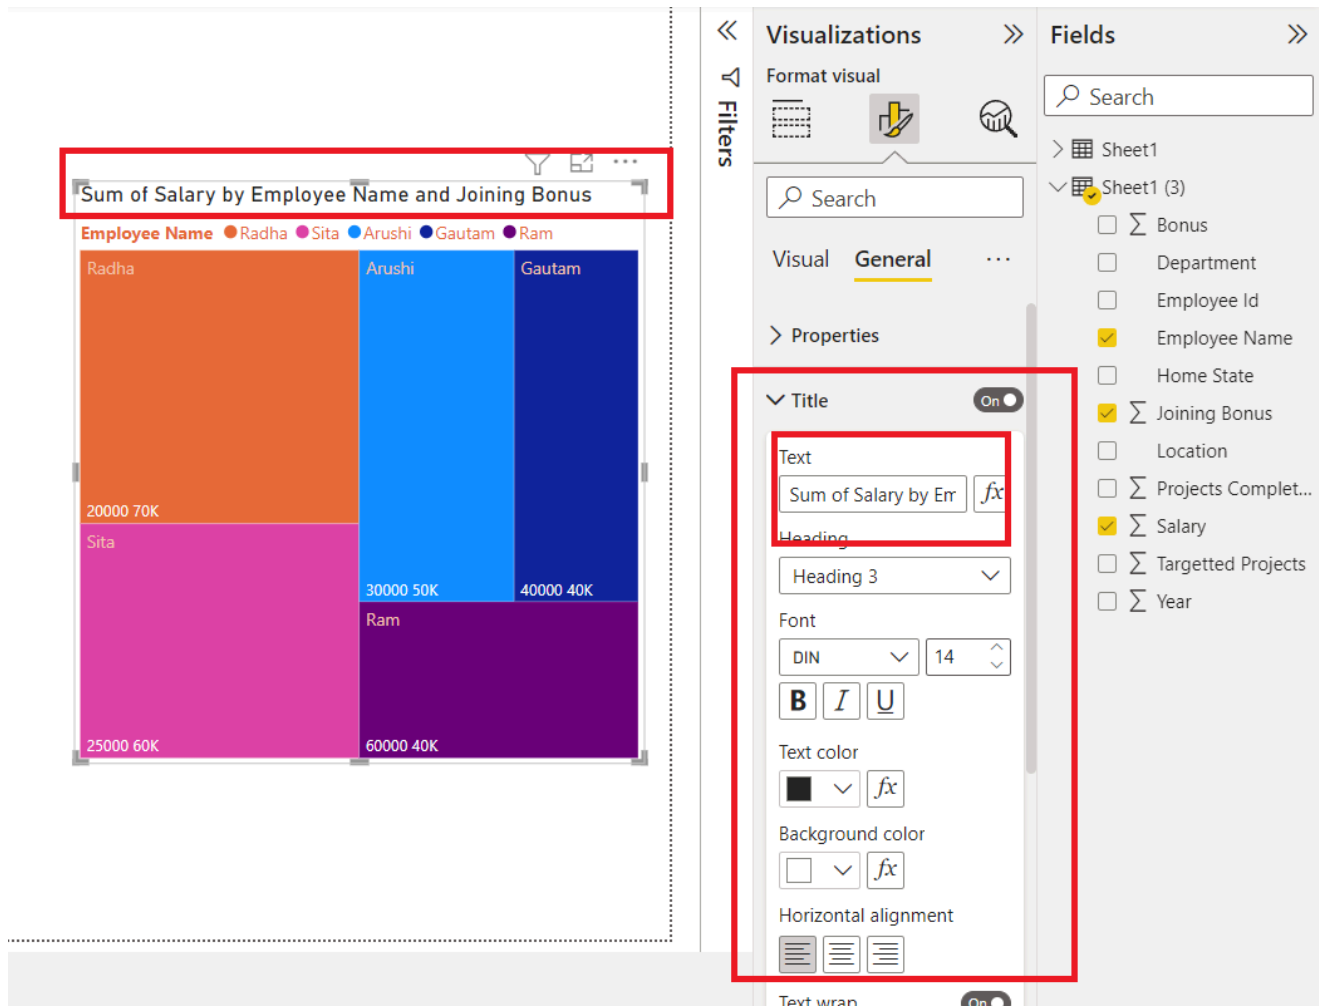 Sum of Salary by Employee Name and Joining Bonus
Employee Name Radha Sita Arushi Gautam Ram
Radha
20000 70K
Sita
25000 60K
Arushi
30000 50K
Gautam
40000 40K
Ram
60000 40K
Filters
Visualizations
Format visual
Search
Visual General
Properties
Title On
Text
Sum of Salary by Em fx
Heading
Heading 3
Font
DIN 14
B I U
Text color
fx
Background color
fx
Horizontal alignment
Text wrap On
Fields
Search
Sheet1
Sheet1 (3)
∑ Bonus
Department
Employee Id
Employee Name
Home State
∑ Joining Bonus
Location
∑ Projects Complet...
∑ Salary
∑ Targetted Projects
∑ Year